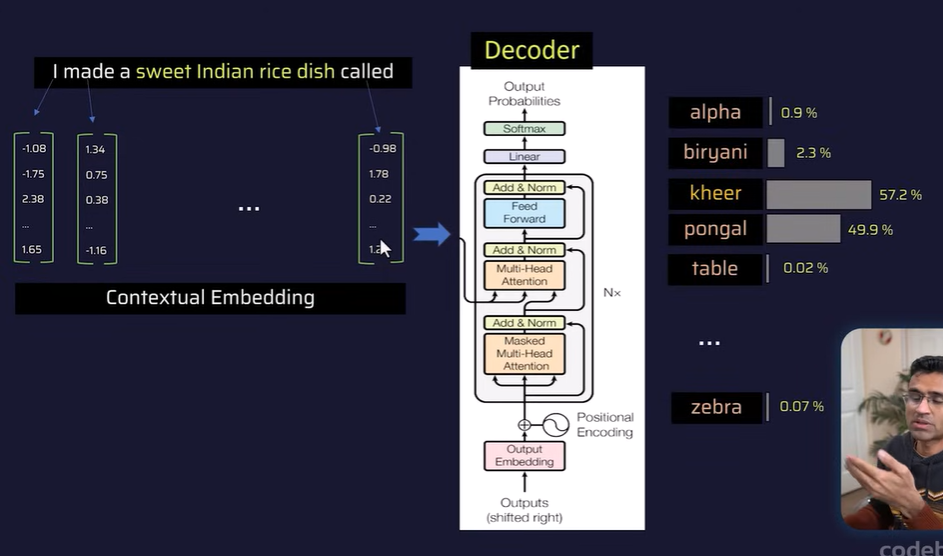 Decoder
I made a sweet Indian rice dish called
-1.08
-1.75
2.38
...
1.65
1.34
0.75
0.38
...
-1.16
...
-0.98
1.78
0.22
...
Contextual Embedding
Output
Probabilities
Softmax
Linear
Add & Norm
Feed
Forward
Add & Norm
Multi-Head
Attention
Nx
Add & Norm
Masked
Multi-Head
Attention
Positional
Encoding
Output
Embedding
Outputs
(shifted right)
alpha 0.9 %
biryani 2.3 %
kheer 57.2 %
pongal 49.9 %
table 0.02 %
...
zebra 0.07 %